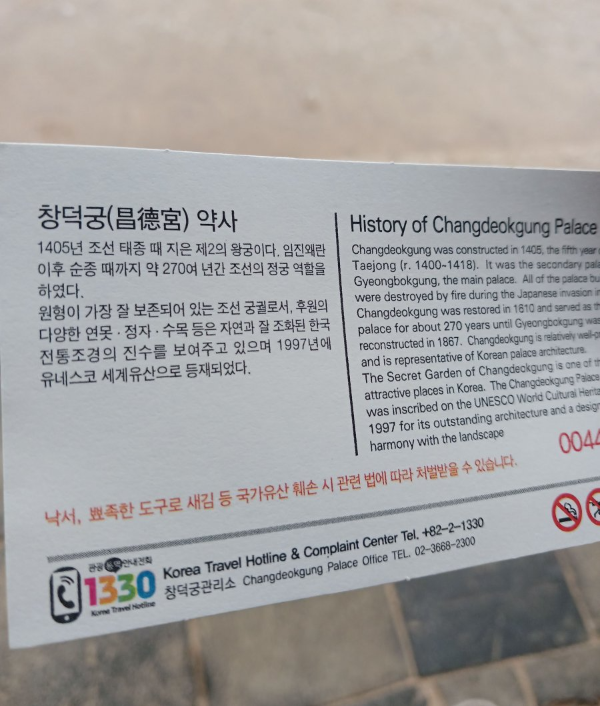 창덕궁(昌德宮) 약사
1405년 조선 태종 때 지은 제2의 왕궁이다. 임진왜란
이후 순종 때까지 약 270여 년간 조선의 정궁 역할을
하였다.
원형이 가장 잘 보존되어 있는 조선 궁궐로서, 후원의
다양한 연못 · 정자 · 수목 등은 자연과 잘 조화된 한국
전통조경의 진수를 보여주고 있으며 1997년에
유네스코 세계유산으로 등재되었다.
History of Changdeokgung Palace
Changdeokgung was constructed in 1405, the fifth year
Taejong (r. 1400-1418). It was the secondary
Gyeongbokgung, the main palace. All of the palace
were destroyed by fire during the Japanese invasion
Changdeokgung was restored in 1610 and served as
palace for about 270 years until Gyeongbokgung
reconstructed in 1867. Changdeokgung is relatively
and is representative of Korean palace architecture.
The Secret Garden of Changdeokgung is one of
attractive places in Korea. The Changdeokgung Palace
was inscribed on the UNESCO World Cultural
1997 for its outstanding architecture and a
harmony with the landscape
0044
낙서, 뾰족한 도구로 새김 등 국가유산 훼손 시 관련 법에 따라 처벌받을 수 있습니다.
관광통역안내전화
1330
Korea Travel Hotline
Korea Travel Hotline & Complaint Center Tel. +82-2-1330
창덕궁관리소 Changdeokgung Palace Office TEL. 02-3668-2300